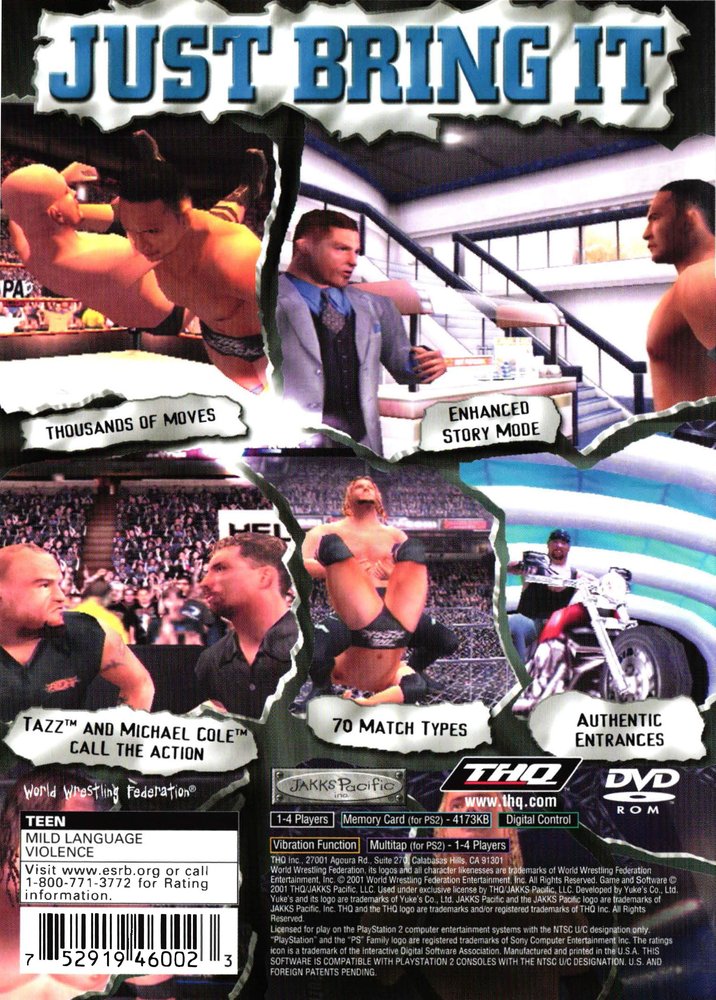 JUST BRING IT
PA
THOUSANDS OF MOVES
ENHANCED
STORY MODE
TAZZ™ AND MICHAEL COLE™
CALL THE ACTION
70 MATCH TYPES
AUTHENTIC
ENTRANCES
World Wrestling Federation®
TEEN
MILD LANGUAGE
VIOLENCE
Visit www.esrb.org or call
1-800-771-3772 for Rating
information.
7 52919 46002 3
JAKKS Pacific
inc.
THQ
www.thq.com
DVD
ROM
1-4 Players
Memory Card (for PS2) - 4173KB
Digital Control
Vibration Function
Multitap (for PS2) - 1-4 Players
THQ Inc., 27001 Agoura Rd., Suite 270, Calabasas Hills, CA 91301
World Wrestling Federation, its logos and all character likenesses are trademarks of World Wrestling Federation
Entertainment, Inc. © 2001 World Wrestling Federation Entertainment, Inc. All Rights Reserved. Game and Software ©
2001 THQ/JAKKS Pacific, LLC. Used under exclusive license by THQ/JAKKS Pacific, LLC. Developed by Yuke's Co., Ltd.
Yuke's and its logo are trademarks of Yuke's Co., Ltd. JAKKS Pacific and the JAKKS Pacific logo are trademarks of
JAKKS Pacific, Inc. THQ and the THQ logo are trademarks and/or registered trademarks of THQ Inc. All Rights
Reserved.
Licensed for play on the PlayStation 2 computer entertainment systems with the NTSC U/C designation only.
"PlayStation" and the "PS" Family logo are registered trademarks of Sony Computer Entertainment Inc. The ratings
icon is a trademark of the Interactive Digital Software Association. Manufactured and printed in the U.S.A. THIS
SOFTWARE IS COMPATIBLE WITH PLAYSTATION 2 CONSOLES WITH THE NTSC U/C DESIGNATION. U.S. AND
FOREIGN PATENTS PENDING.